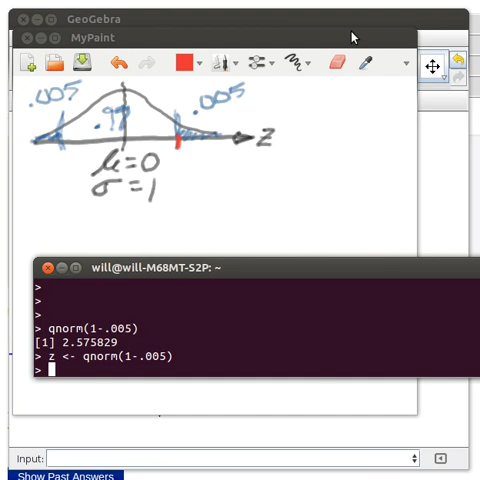 GeoGebra
MyPaint
.005
.005
.99
Z
μ=0
σ=1
will@will-M68MT-S2P: ~
>
>
>
> qnorm(1-.005)
[1] 2.575829
> z <- qnorm(1-.005)
>
Input:
Show Past Answers